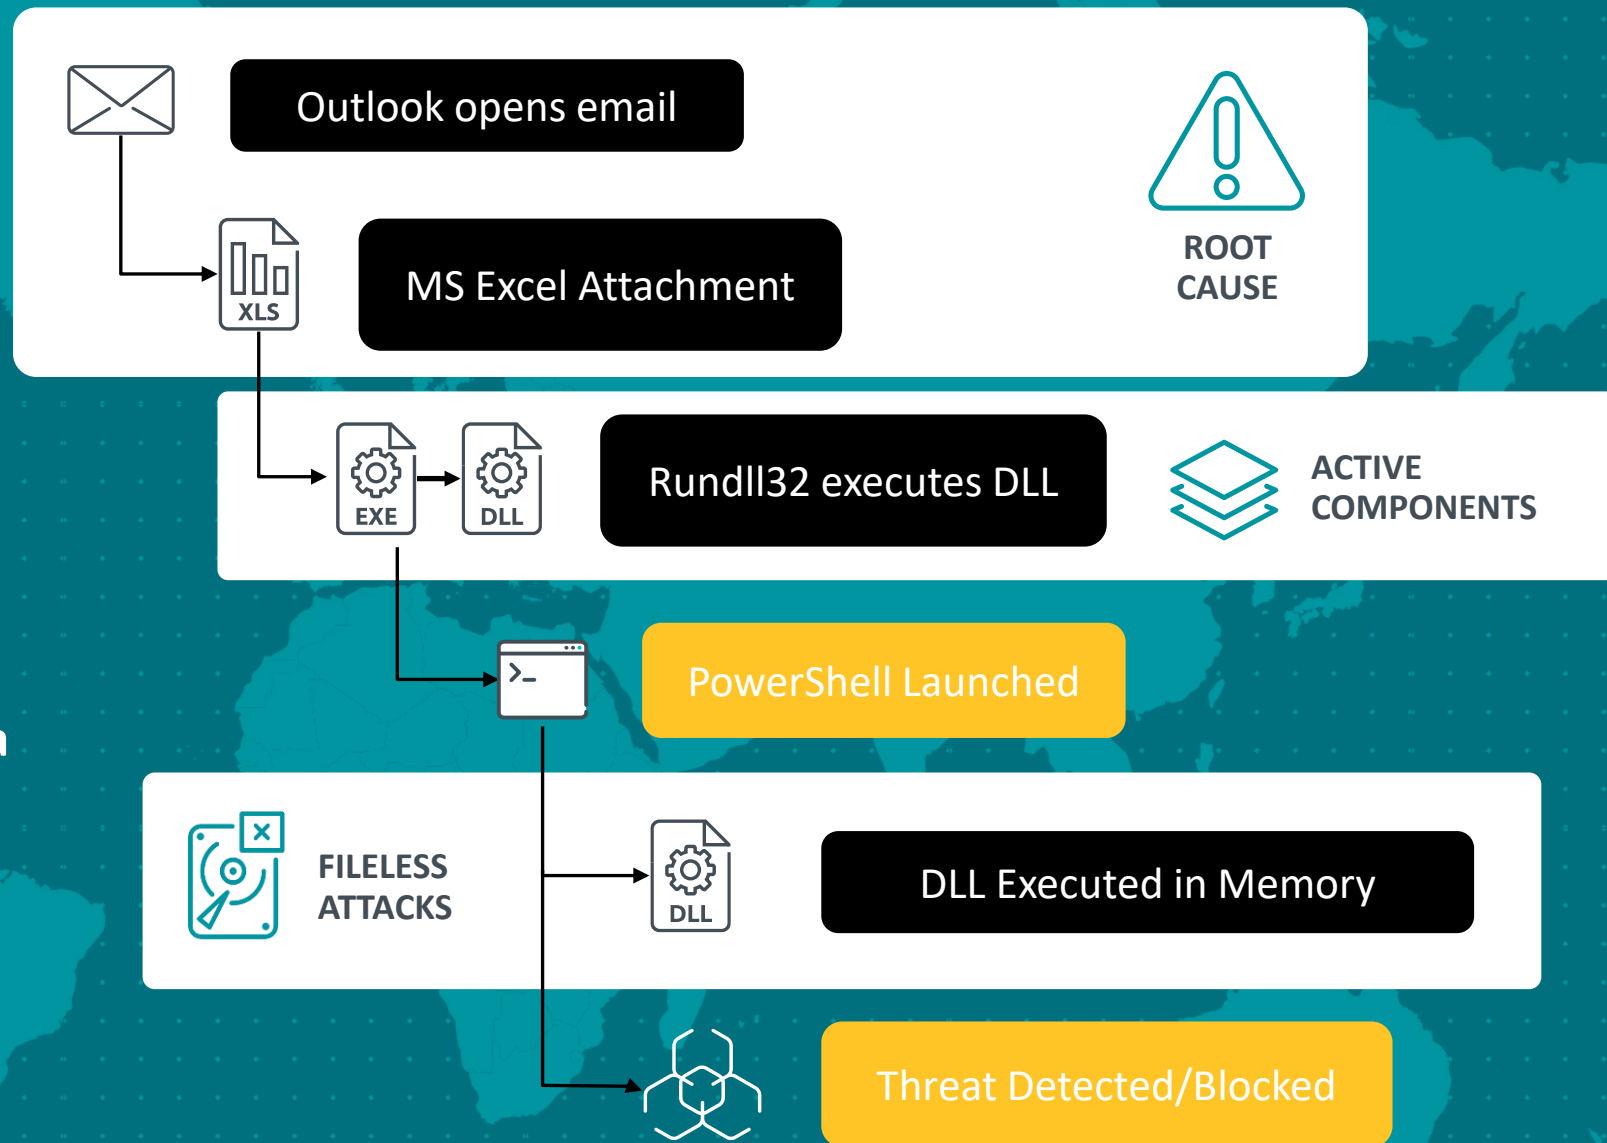 Outlook opens email
ROOT
CAUSE
MS Excel Attachment
XLS
EXE
DLL
Rundll32 executes DLL
ACTIVE
COMPONENTS
>_
PowerShell Launched
FILELESS
ATTACKS
DLL
DLL Executed in Memory
Threat Detected/Blocked